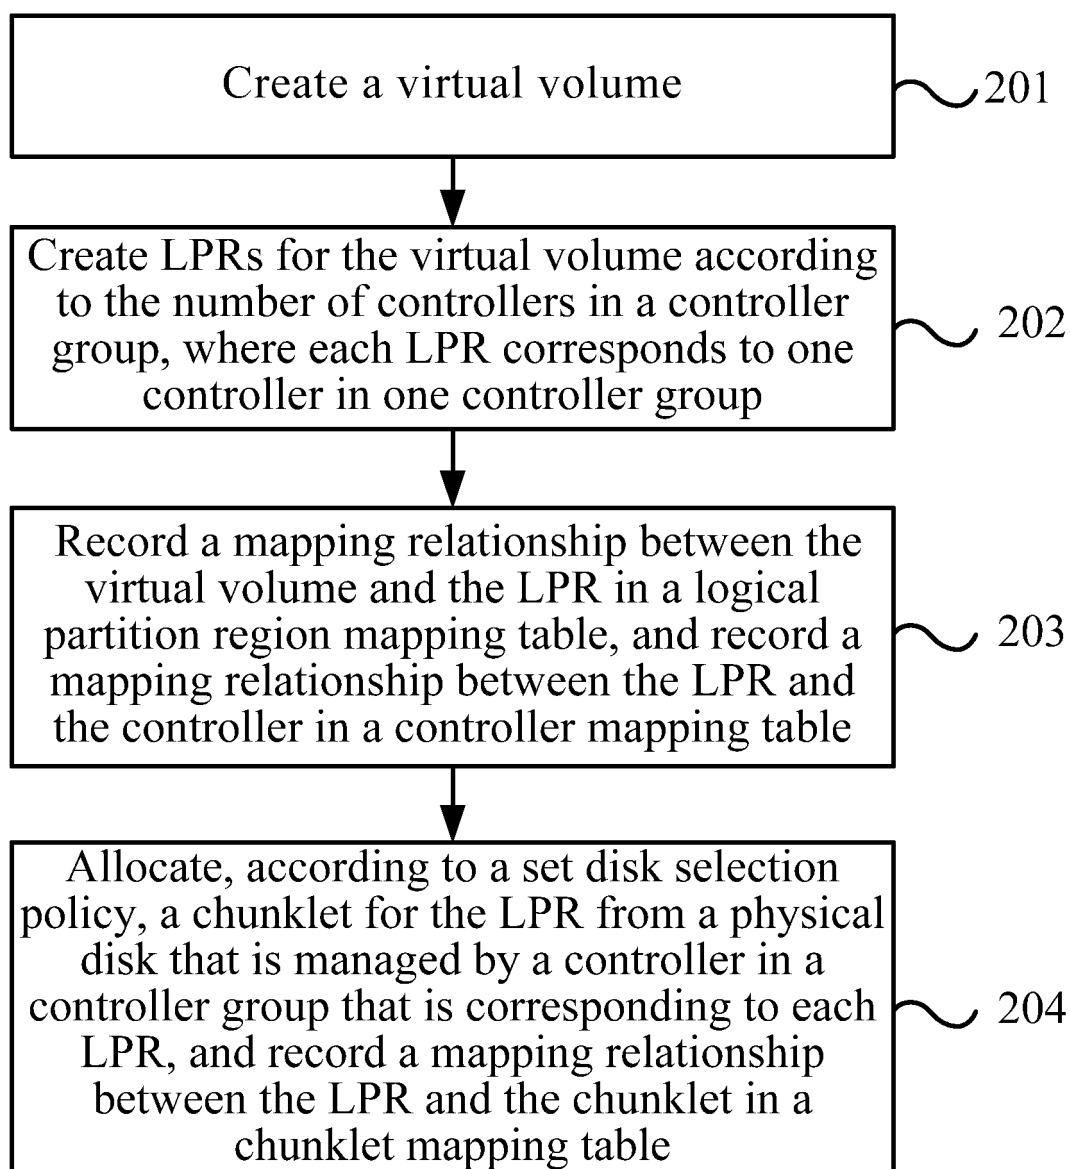 Create a virtual volume
201
Create LPRs for the virtual volume according
to the number of controllers in a controller
group, where each LPR corresponds to one
controller in one controller group
202
Record a mapping relationship between the
virtual volume and the LPR in a logical
partition region mapping table, and record a
mapping relationship between the LPR and
the controller in a controller mapping table
203
Allocate, according to a set disk selection
policy, a chunklet for the LPR from a physical
disk that is managed by a controller in a
controller group that is corresponding to each
LPR, and record a mapping relationship
between the LPR and the chunklet in a
chunklet mapping table
204